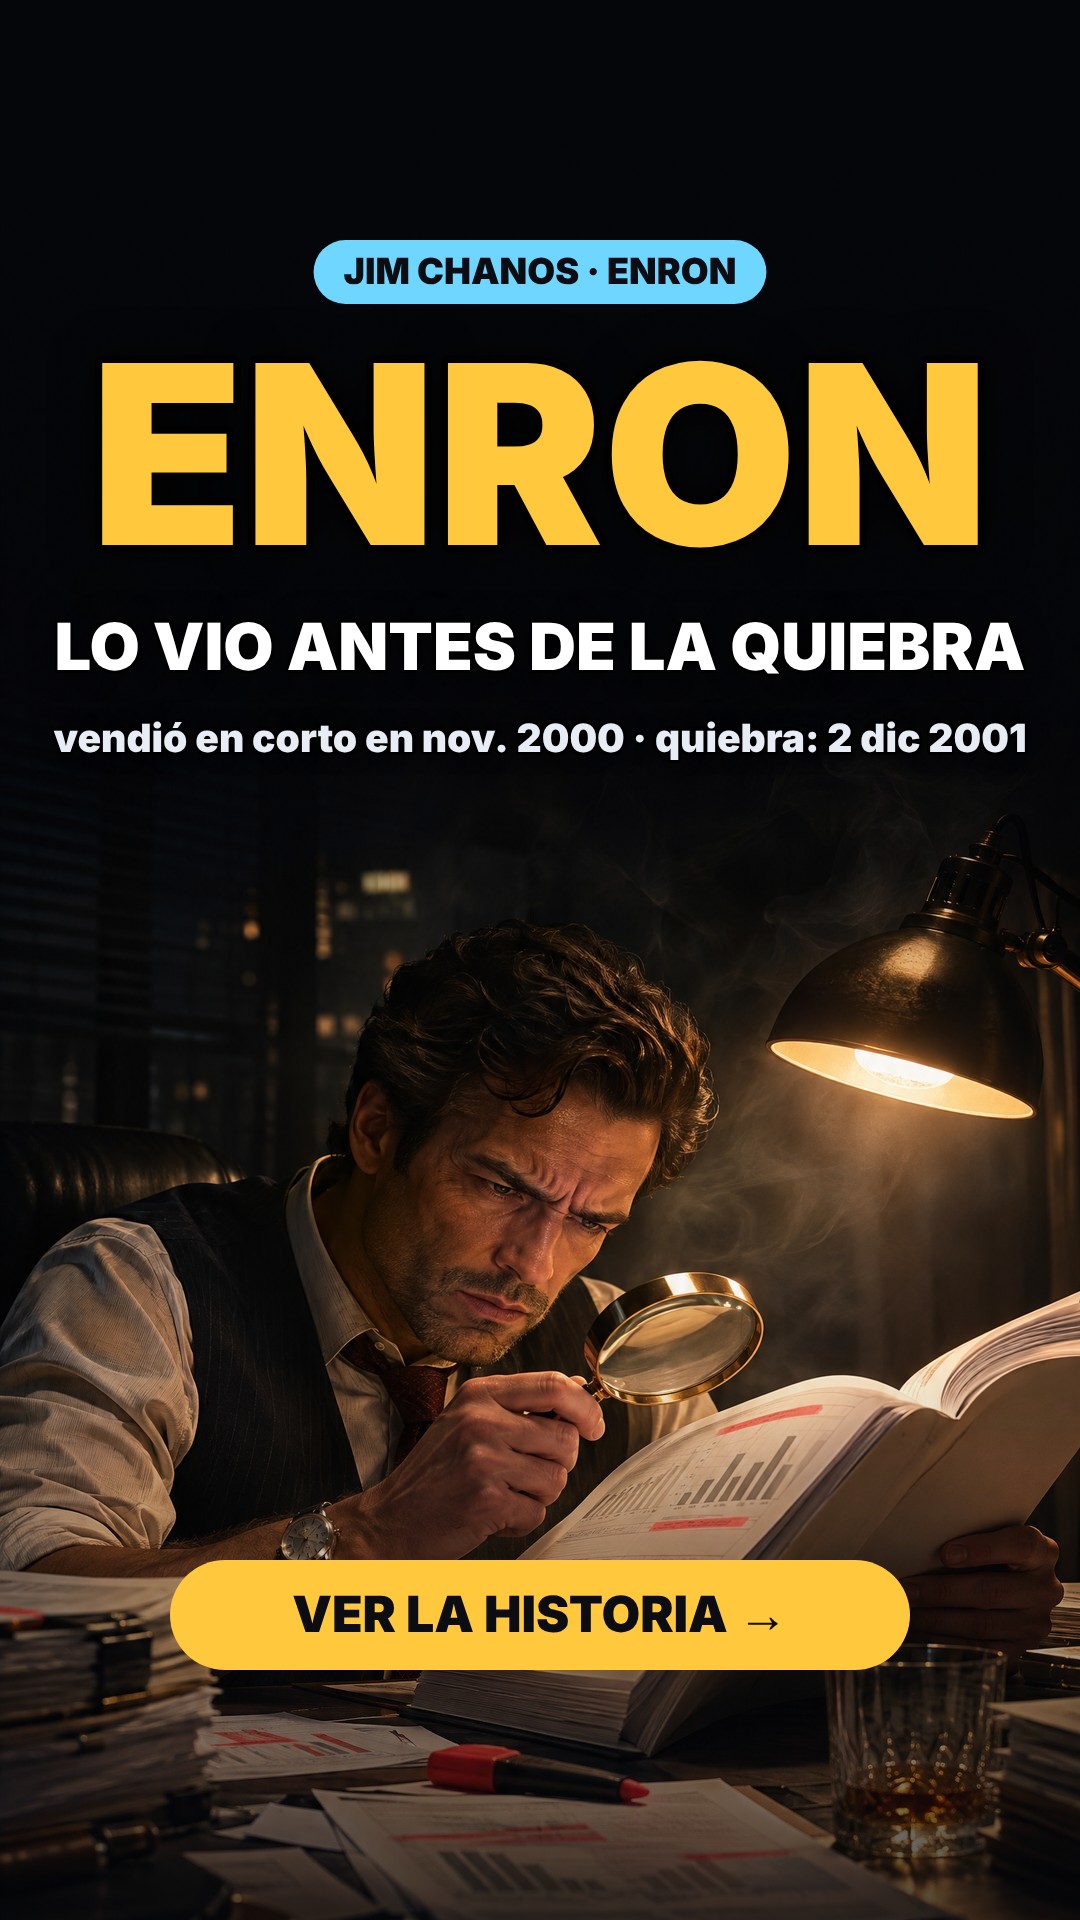 JIM CHANOS · ENRON
ENRON
LO VIO ANTES DE LA QUIEBRA
vendió en corto en nov. 2000 · quiebra: 2 dic 2001
VER LA HISTORIA →